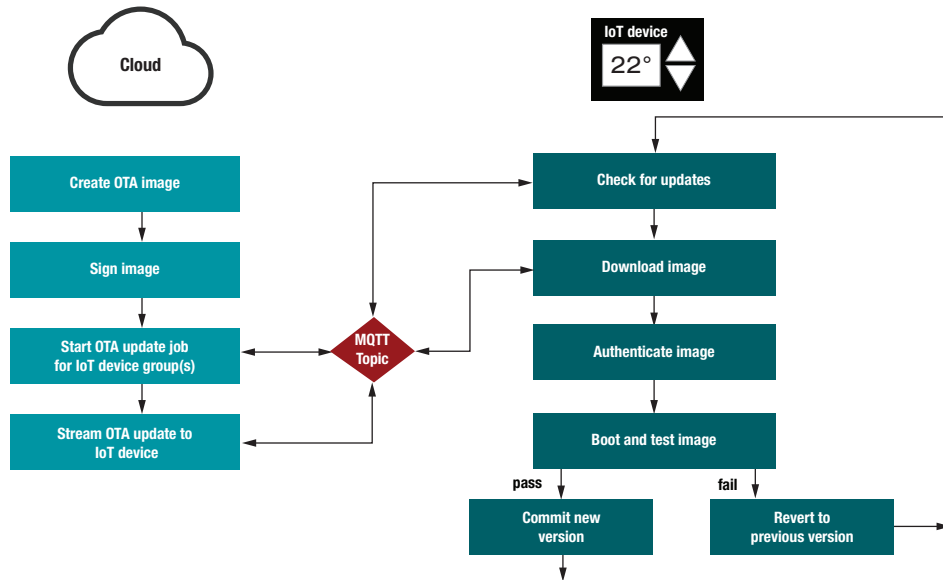 Cloud
IoT device
22°
Create OTA image
Sign image
Start OTA update job
for IoT device group(s)
Stream OTA update to
IoT device
MQTT
Topic
Check for updates
Download image
Authenticate image
Boot and test image
pass
fail
Commit new
version
Revert to
previous version